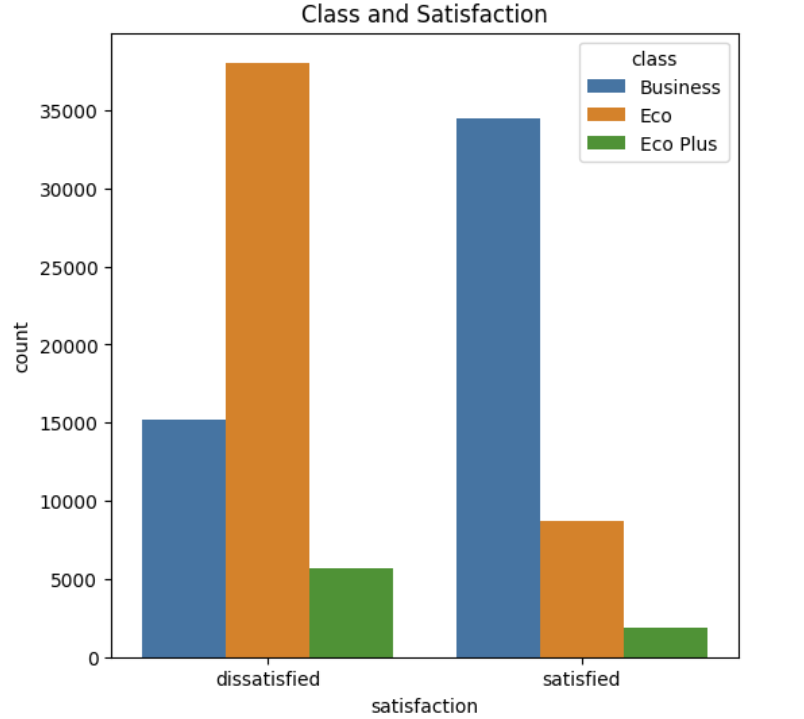 Class and Satisfaction
class
Business
Eco
Eco Plus
35000
30000
25000
20000
15000
10000
5000
0
count
dissatisfied satisfied
satisfaction